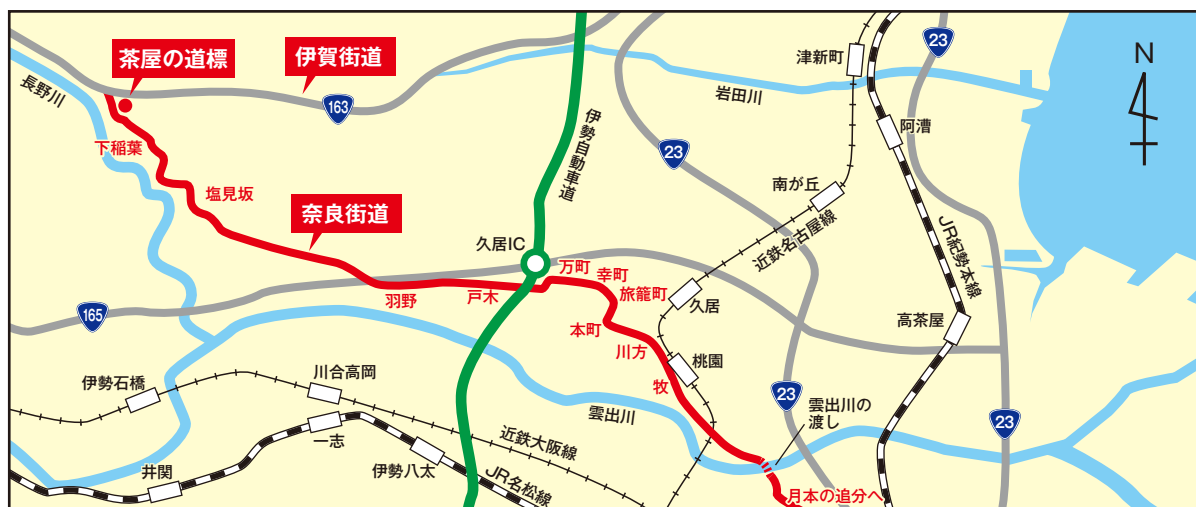 茶屋の道標
伊賀街道
163
長野川
下稲葉
塩見坂
奈良街道
伊勢自動車道
23
津新町
岩田川
阿漕
23
N
南が丘
近鉄名古屋線
JR紀勢本線
久居IC
万町
幸町
旅籠町
久居
羽野
戸木
165
本町
川方
桃園
高茶屋
牧
伊勢石橋
川合高岡
雲出川
23
雲出川の
渡し
23
一志
近鉄大阪線
井関
伊勢八太
JR名松線
月本の追分へ